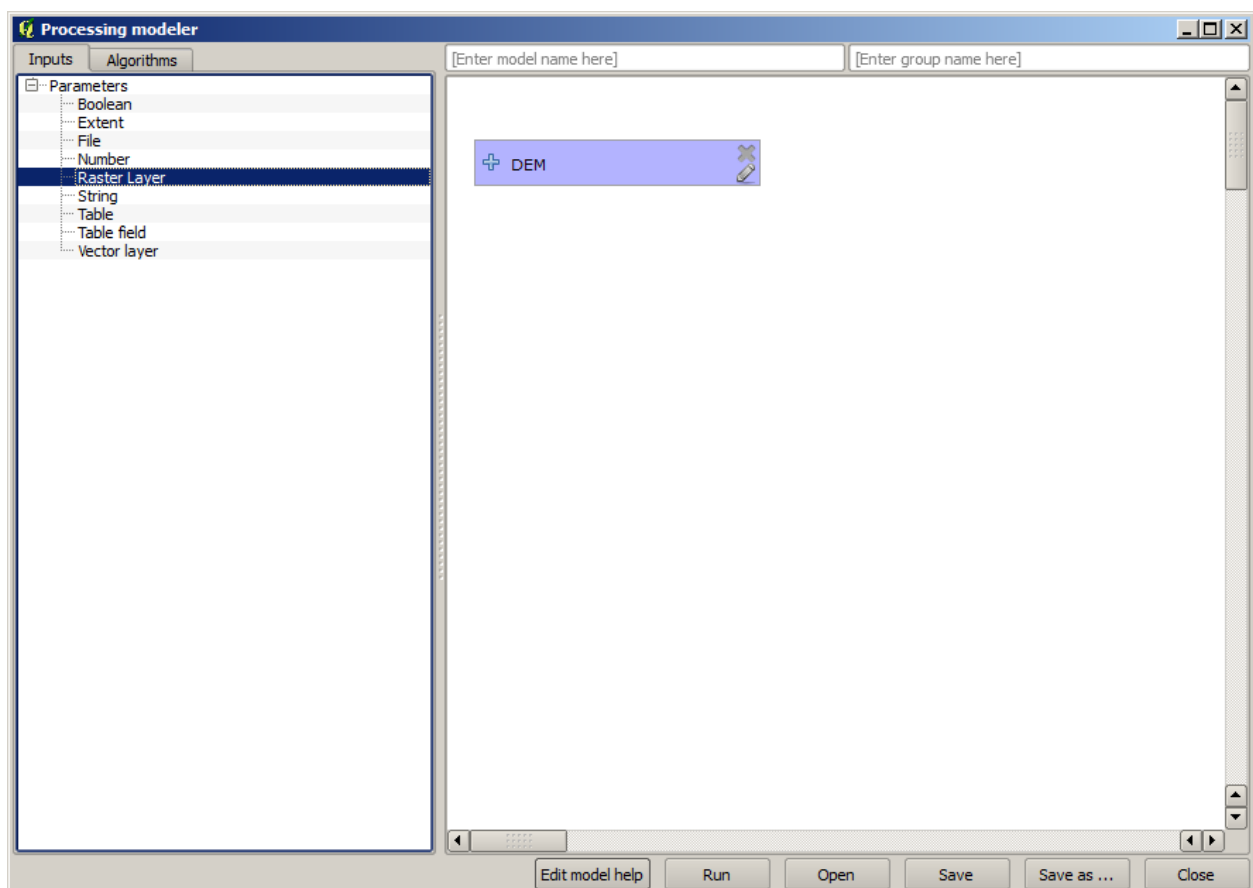 Processing modeler
Inputs
Algorithms
[Enter model name here]
[Enter group name here]
Parameters
Boolean
Extent
File
Number
Raster Layer
String
Table
Table field
Vector layer
DEM
Edit model help
Run
Open
Save
Save as ...
Close